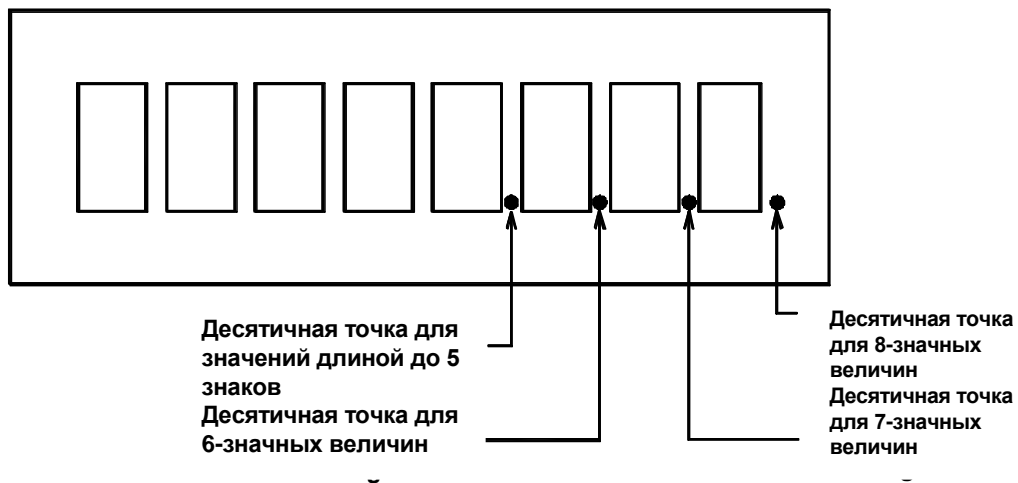 Десятичная точка для
значений длиной до 5
знаков
Десятичная точка для
6-значных величин
Десятичная точка
для 8-значных
величин
Десятичная точка
для 7-значных
величин